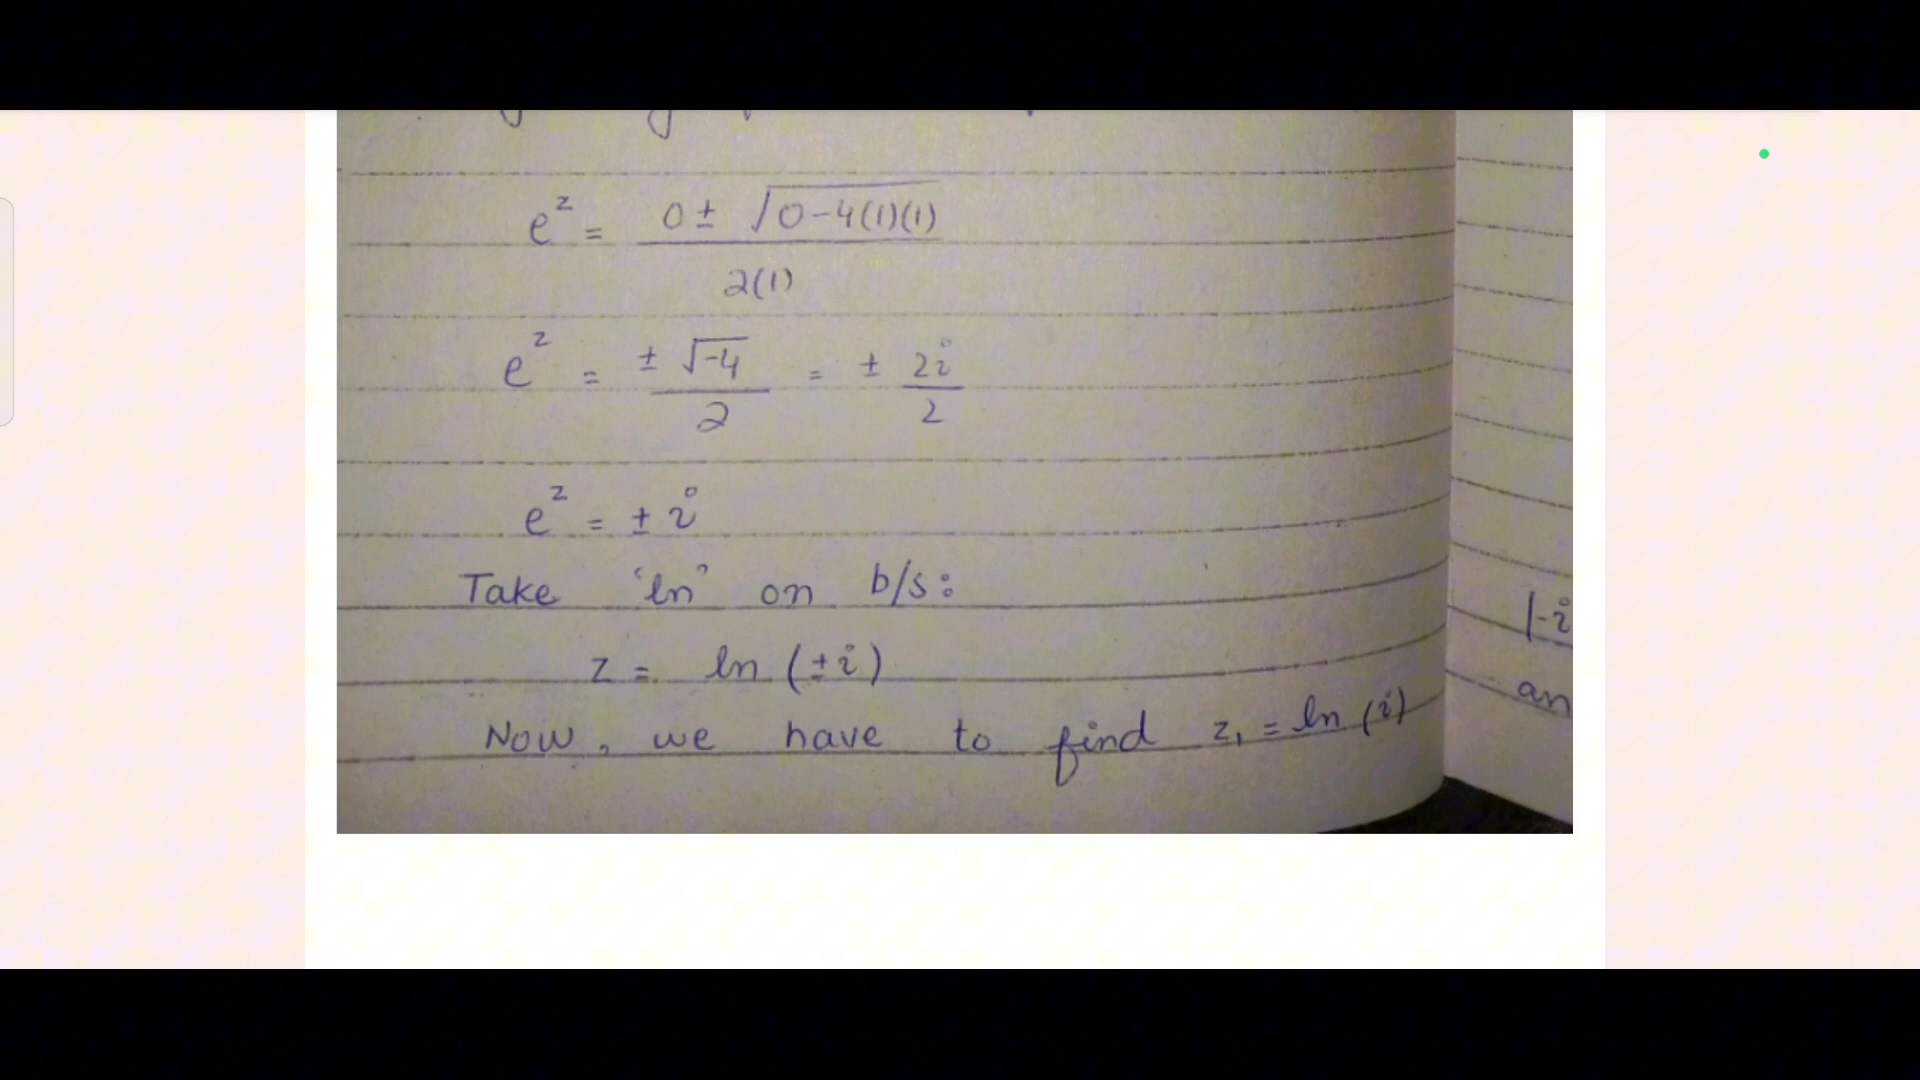 e^z = 0 ± √0-4(1)(1) / 2(1)
e^z = ± √-4 / 2 = ± 2i / 2
e^z = ± i
Take 'ln' on b/s:
z = ln (±i)
Now, we have to find z₁ = ln (i)
|-i
an